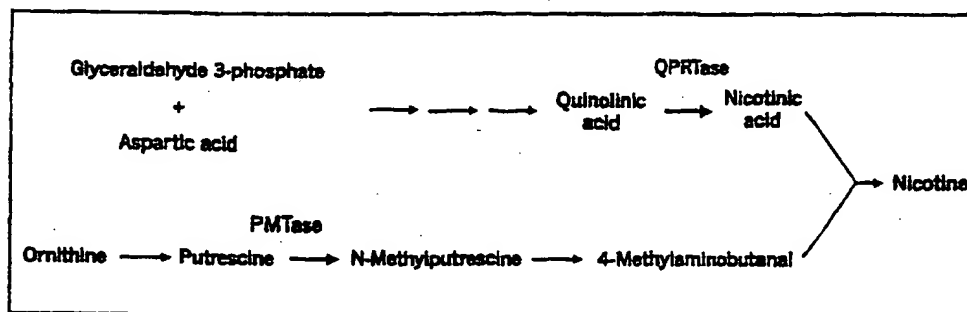 Glyceraldehyde 3-phosphate
+
Aspartic acid
Quinolinic
acid
QPRTase
Nicotinic
acid
Nicotine
PMTase
Ornithine Putrescine N-Methylputrescine 4-Methylaminobutanal